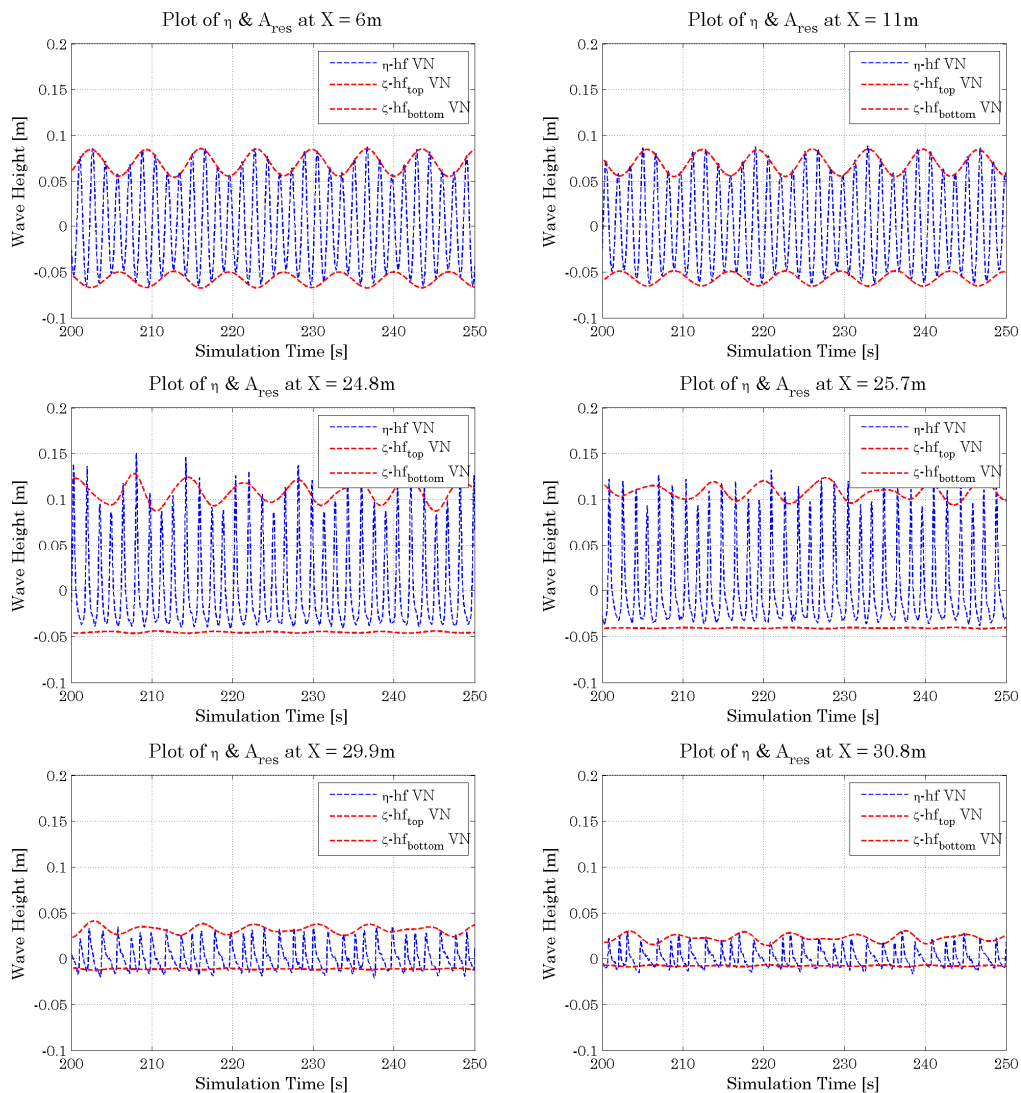 Plot of η & A_res at X = 6m
Wave Height [m]
0.2
0.15
0.1
0.05
0
-0.05
-0.1
η-hf VN
ζ-hf_top VN
ζ-hf_bottom VN
200 210 220 230 240 250
Simulation Time [s]
Plot of η & A_res at X = 11m
Wave Height [m]
0.2
0.15
0.1
0.05
0
-0.05
-0.1
η-hf VN
ζ-hf_top VN
ζ-hf_bottom VN
200 210 220 230 240 250
Simulation Time [s]
Plot of η & A_res at X = 24.8m
Wave Height [m]
0.2
0.15
0.1
0.05
0
-0.05
-0.1
η-hf VN
ζ-hf_top VN
ζ-hf_bottom VN
200 210 220 230 240 250
Simulation Time [s]
Plot of η & A_res at X = 25.7m
Wave Height [m]
0.2
0.15
0.1
0.05
0
-0.05
-0.1
η-hf VN
ζ-hf_top VN
ζ-hf_bottom VN
200 210 220 230 240 250
Simulation Time [s]
Plot of η & A_res at X = 29.9m
Wave Height [m]
0.2
0.15
0.1
0.05
0
-0.05
-0.1
η-hf VN
ζ-hf_top VN
ζ-hf_bottom VN
200 210 220 230 240 250
Simulation Time [s]
Plot of η & A_res at X = 30.8m
Wave Height [m]
0.2
0.15
0.1
0.05
0
-0.05
-0.1
η-hf VN
ζ-hf_top VN
ζ-hf_bottom VN
200 210 220 230 240 250
Simulation Time [s]